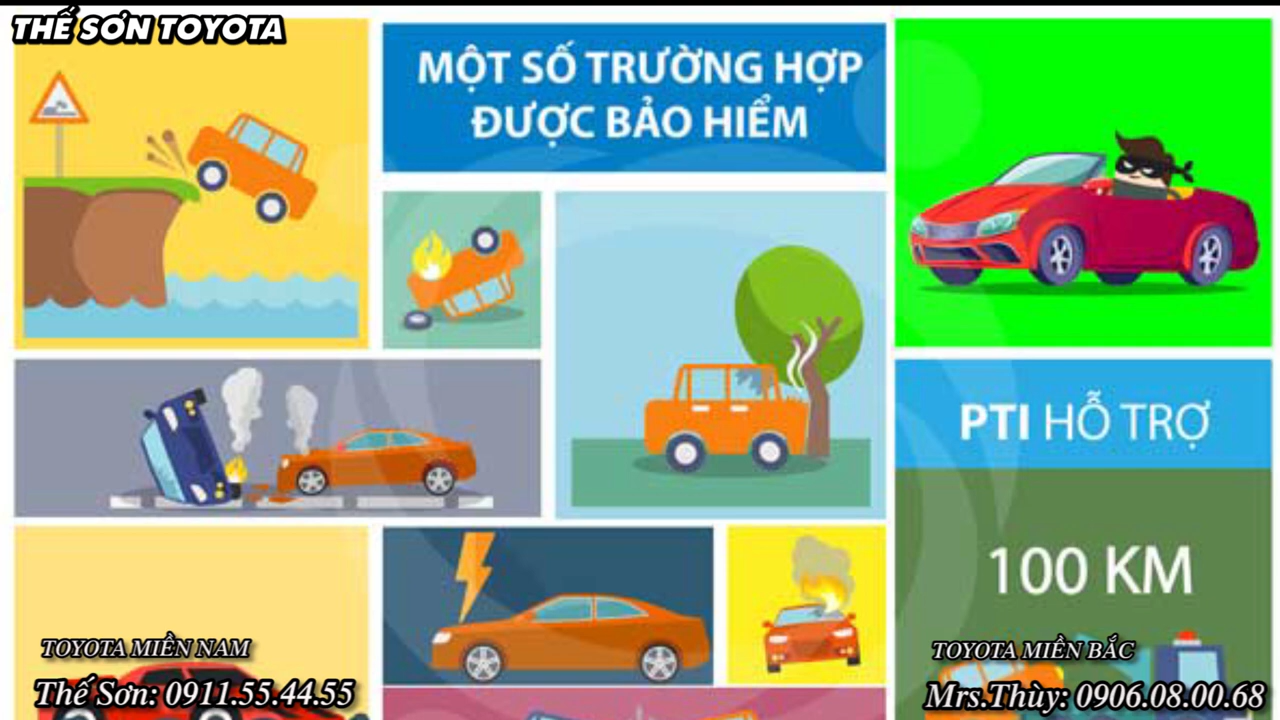 THẾ SƠN TOYOTA
MỘT SỐ TRƯỜNG HỢP
ĐƯỢC BẢO HIỂM
PTI HỖ TRỢ
100 KM
TOYOTA MIỀN NAM
Thế Sơn: 0911.55.44.55
TOYOTA MIỀN BẮC
Mrs.Thùy: 0906.08.00.68